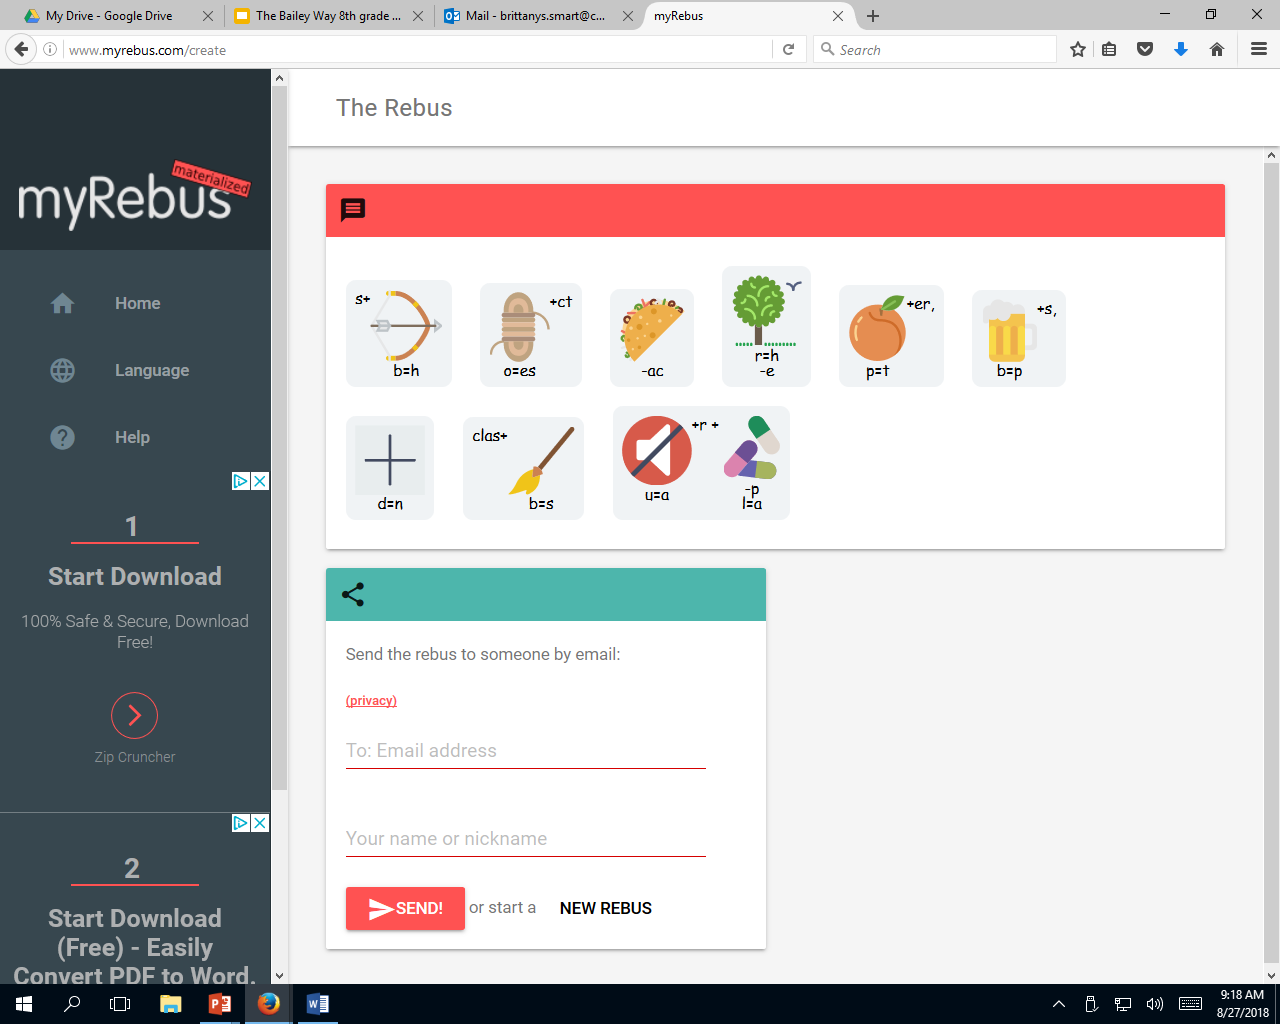 My Drive - Google Drive
The Bailey Way 8th grade ...
Mail - brittanys.smart@c...
myRebus
www.myrebus.com/create
Search
The Rebus
materialized
myRebus
Home
Language
Help
1
Start Download
100% Safe & Secure, Download
Free!
Zip Cruncher
2
Start Download
(Free) - Easily
Convert PDF to Word.
s+
b=h
+ct
o=es
-ac
r=h
-e
+er,
p=t
+s,
b=p
d=n
clas+
b=s
+r +
u=a
-p
l=a
Send the rebus to someone by email:
(privacy)
To: Email address
Your name or nickname
SEND! or start a NEW REBUS
9:18 AM
8/27/2018